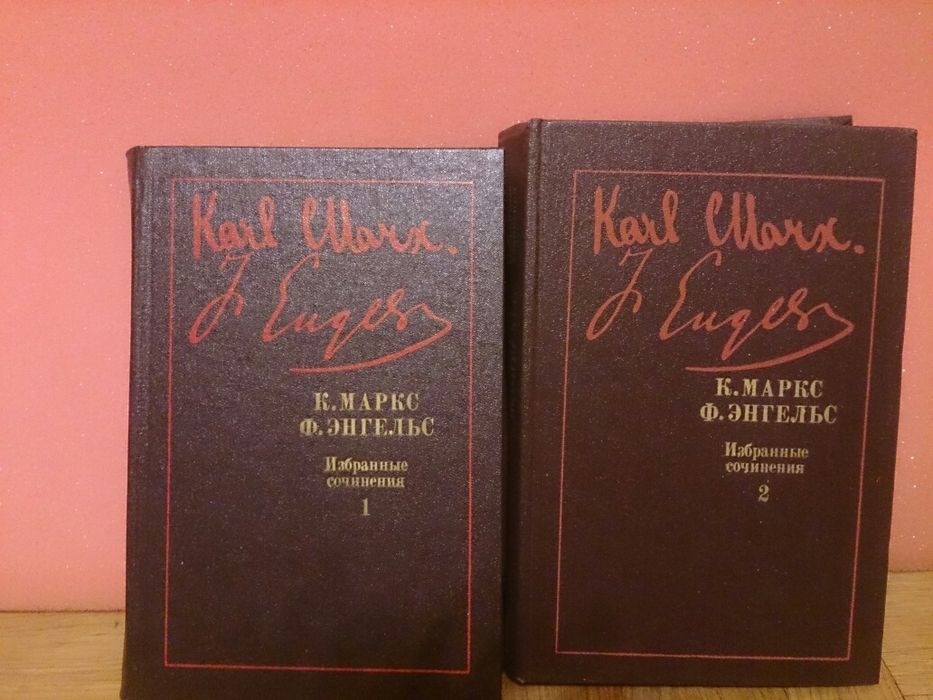 Karl Marx.
F Engels
К. МАРКС
Ф. ЭНГЕЛЬС
Избранные
сочинения
1
Karl Marx.
F Engels
К. МАРКС
Ф. ЭНГЕЛЬС
Избранные
сочинения
2